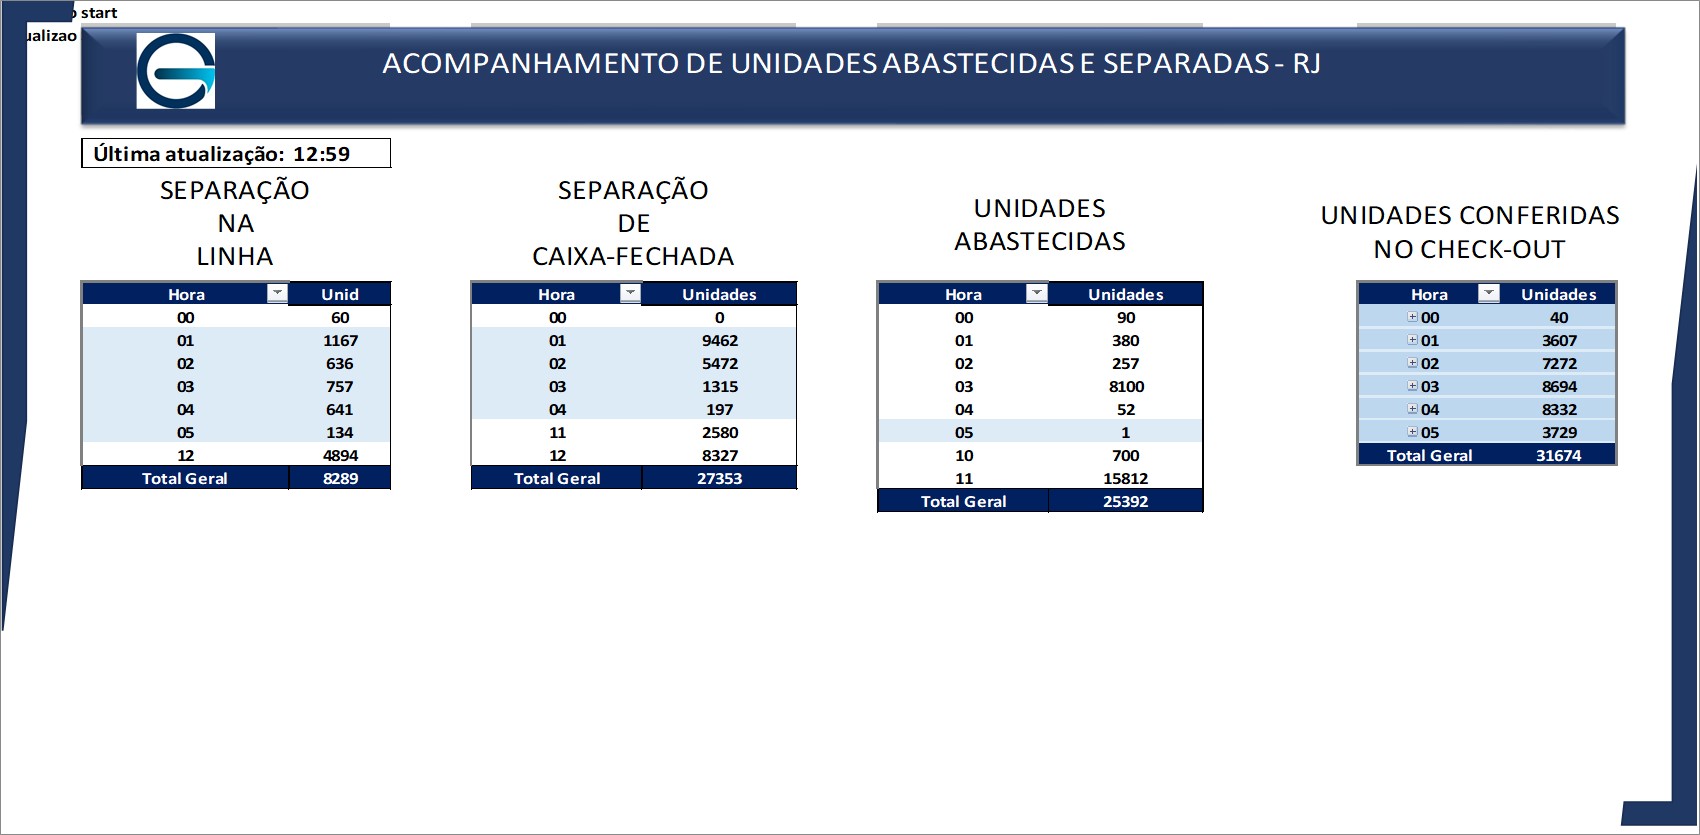 start
ualizao
ACOMPANHAMENTO DE UNIDADES ABASTECIDAS E SEPARADAS - RJ
Última atualização: 12:59
SEPARAÇÃO
NA
LINHA
Hora Unid
00 60
01 1167
02 636
03 757
04 641
05 134
12 4894
Total Geral 8289
SEPARAÇÃO
DE
CAIXA-FECHADA
Hora Unidades
00 0
01 9462
02 5472
03 1315
04 197
11 2580
12 8327
Total Geral 27353
UNIDADES
ABASTECIDAS
Hora Unidades
00 90
01 380
02 257
03 8100
04 52
05 1
10 700
11 15812
Total Geral 25392
UNIDADES CONFERIDAS
NO CHECK-OUT
Hora Unidades
00 40
01 3607
02 7272
03 8694
04 8332
05 3729
Total Geral 31674